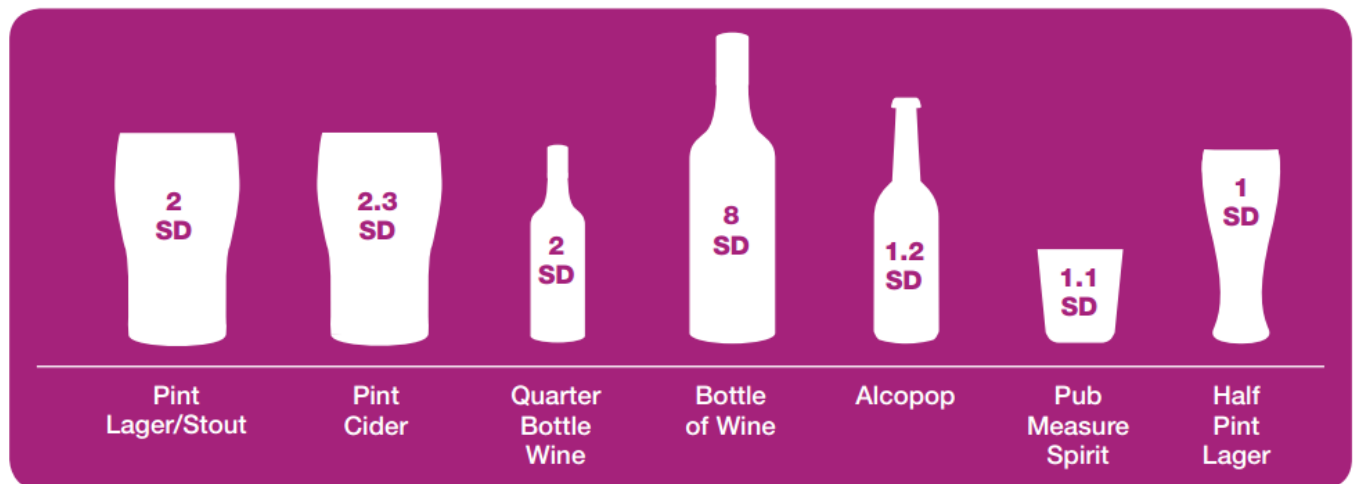 2
SD
2.3
SD
2
SD
8
SD
1.2
SD
1.1
SD
1
SD
Pint
Lager/Stout
Pint
Cider
Quarter
Bottle
Wine
Bottle
of Wine
Alcopop
Pub
Measure
Spirit
Half
Pint
Lager